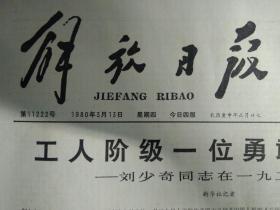 解放日报
JIEFANG RIBAO
第11222号 1980年3月13日 星期四 今日四版
工人阶级一位勇
——刘少奇同志在一九
新华社记者